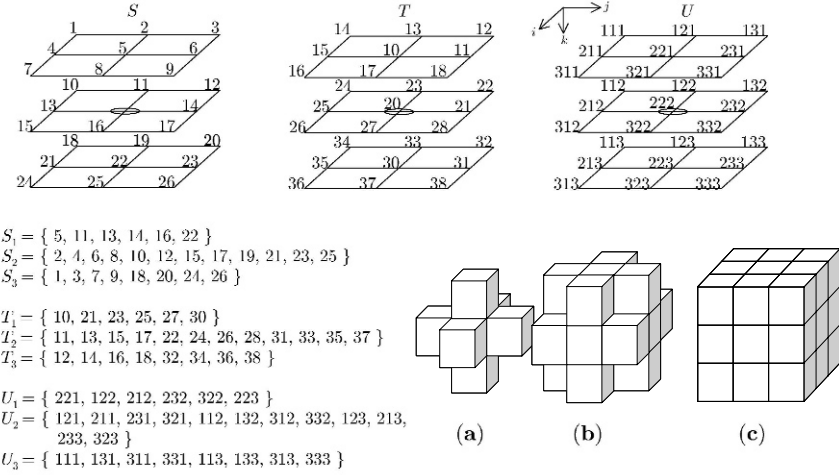 S T U
i j k
1 2 3
4 5 6
7 8 9
10 11 12
13 14
15 16 17
18 19 20
21 22 23
24 25 26
14 13 12
15 10 11
16 17 18
24 23 22
25 20 21
26 27 28
34 33 32
35 30 31
36 37 38
111 121 131
211 221 231
311 321 331
112 122 132
212 222 232
312 322 332
113 123 133
213 223 233
313 323 333
S₁ = { 5, 11, 13, 14, 16, 22 }
S₂ = { 2, 4, 6, 8, 10, 12, 15, 17, 19, 21, 23, 25 }
S₃ = { 1, 3, 7, 9, 18, 20, 24, 26 }
T₁ = { 10, 21, 23, 25, 27, 30 }
T₂ = { 11, 13, 15, 17, 22, 24, 26, 28, 31, 33, 35, 37 }
T₃ = { 12, 14, 16, 18, 32, 34, 36, 38 }
U₁ = { 221, 122, 212, 232, 322, 223 }
U₂ = { 121, 211, 231, 321, 112, 132, 312, 332, 123, 213,
233, 323 }
U₃ = { 111, 131, 311, 331, 113, 133, 313, 333 }
(a) (b) (c)